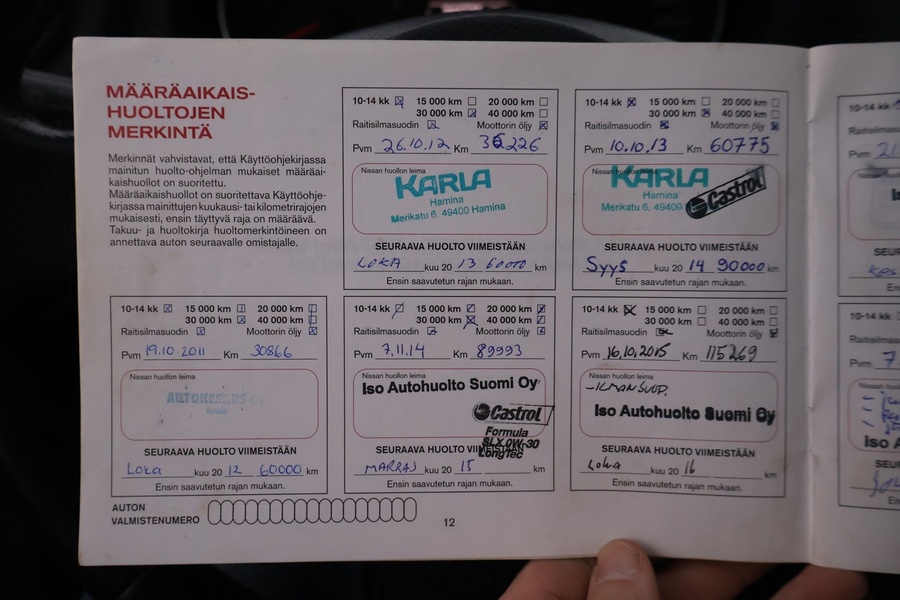 MÄÄRÄAIKAIS-
HUOLTOJEN
MERKINTÄ
Merkinnät vahvistavat, että Käyttöohjekirjassa
mainitun huolto-ohjelman mukaiset määräai-
kaishuollot on suoritettu.
Määräaikaishuollot on suoritettava Käyttöohje-
kirjassa mainittujen kuukausi- tai kilometrirajojen
mukaisesti, ensin täyttyvä raja on määräävä.
Takuu- ja huoltokirja huoltomerkintöineen on
annettava auton seuraavalle omistajalle.
10-14 kk 15 000 km 20 000 km
30 000 km 40 000 km
Raitisilmasuodin Moottorin öljy
Pvm 26.10.12 Km 36226
Nissan huollon leima
KARLA
Hamina
Merikatu 6, 49400 Hamina
SEURAAVA HUOLTO VIIMEISTÄÄN
LOKA kuu 20 13 60000 km
Ensin saavutetun rajan mukaan.
10-14 kk 15 000 km 20 000 km
30 000 km 40 000 km
Raitisilmasuodin Moottorin öljy
Pvm 10.10.13 Km 60775
Nissan huollon leima
KARLA
Hamina
Merikatu 6, 49400
Castrol
SEURAAVA HUOLTO VIIMEISTÄÄN
Syys kuu 20 14 90000 km
Ensin saavutetun rajan mukaan.
10-14 kk 15 000 km 20 000 km
30 000 km 40 000 km
Raitisilmasuodin Moottorin öljy
Pvm 19.10.2011 Km 30866
Nissan huollon leima
SEURAAVA HUOLTO VIIMEISTÄÄN
Loka kuu 20 12 60000 km
Ensin saavutetun rajan mukaan.
10-14 kk 15 000 km 20 000 km
30 000 km 40 000 km
Raitisilmasuodin Moottorin öljy
Pvm 7.11.14 Km 89993
Nissan huollon leima
Iso Autohuolto Suomi Oy
Castrol
Formula
SLX 0W-30
LongTec
SEURAAVA HUOLTO VIIMEISTÄÄN
MARRAS kuu 20 15 km
Ensin saavutetun rajan mukaan.
10-14 kk 15 000 km 20 000 km
30 000 km 40 000 km
Raitisilmasuodin Moottorin öljy
Pvm 16.10.2015 Km 115269
Nissan huollon leima
-ILMANSUOD.
Iso Autohuolto Suomi Oy
SEURAAVA HUOLTO VIIMEISTÄÄN
Loka kuu 20 16 km
Ensin saavutetun rajan mukaan.
AUTON
VALMISTENUMERO
12